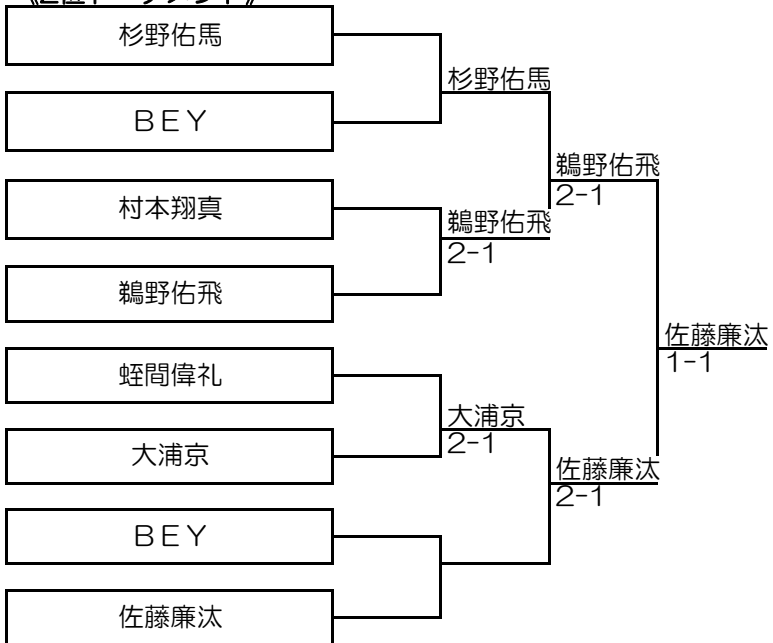 杉野佑馬
BEY
村本翔真
鵜野佑飛
蛭間偉礼
大浦京
BEY
佐藤廉汰
杉野佑馬
鵜野佑飛
2-1
大浦京
2-1
鵜野佑飛
2-1
佐藤廉汰
2-1
佐藤廉汰
1-1